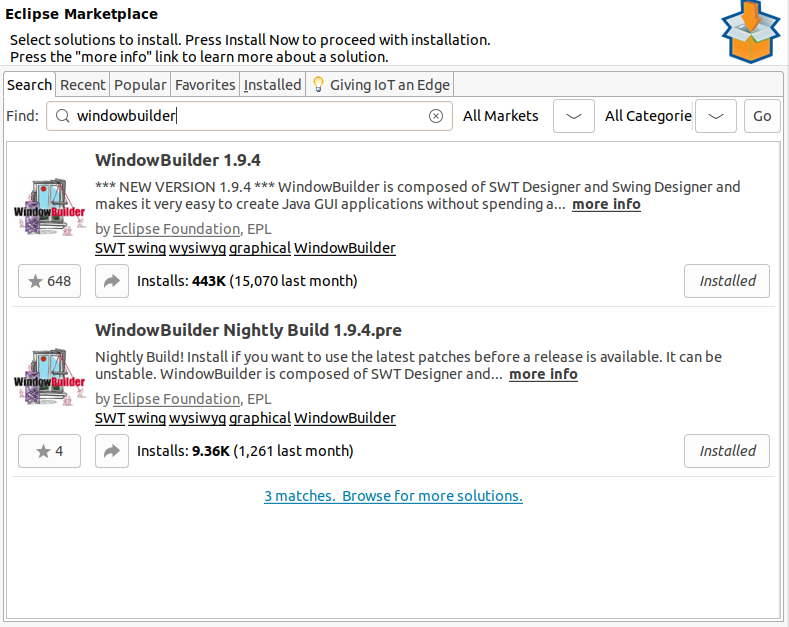 Eclipse Marketplace
Select solutions to install. Press Install Now to proceed with installation.
Press the "more info" link to learn more about a solution.
Search Recent Popular Favorites Installed Giving IoT an Edge
Find: windowbuilder All Markets All Categorie Go
WindowBuilder 1.9.4
*** NEW VERSION 1.9.4 *** WindowBuilder is composed of SWT Designer and Swing Designer and
makes it very easy to create Java GUI applications without spending a... more info
WindowBuilder
by Eclipse Foundation, EPL
SWT swing wysiwyg graphical WindowBuilder
648 Installs: 443K (15,070 last month) Installed
WindowBuilder Nightly Build 1.9.4.pre
Nightly Build! Install if you want to use the latest patches before a release is available. It can be
unstable. WindowBuilder is composed of SWT Designer and... more info
WindowBuilder
by Eclipse Foundation, EPL
SWT swing wysiwyg graphical WindowBuilder
4 Installs: 9.36K (1,261 last month) Installed
3 matches. Browse for more solutions.